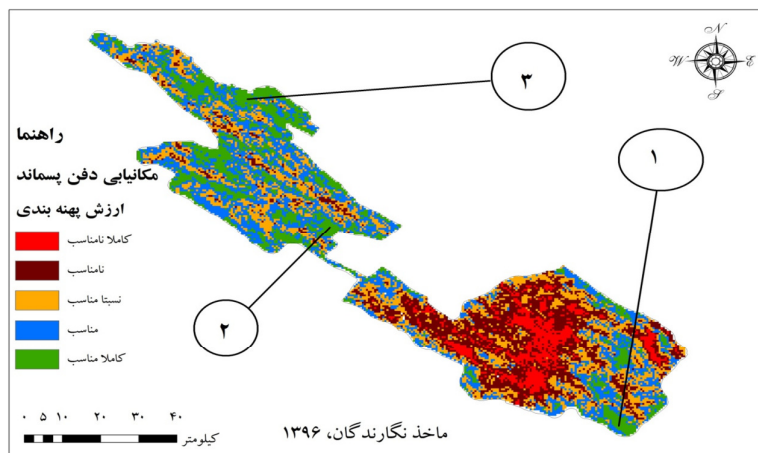 N
W
E
S
۳
۱
۲
راهنما
مکانیابی دفن پسماند
ارزش پهنه بندی
کاملا نامناسب
نامناسب
نسبتا مناسب
مناسب
کاملا مناسب
۰ ۵ ۱۰ ۲۰ ۳۰ ۴۰
کیلومتر
ماخذ نگارندگان، ۱۳۹۶